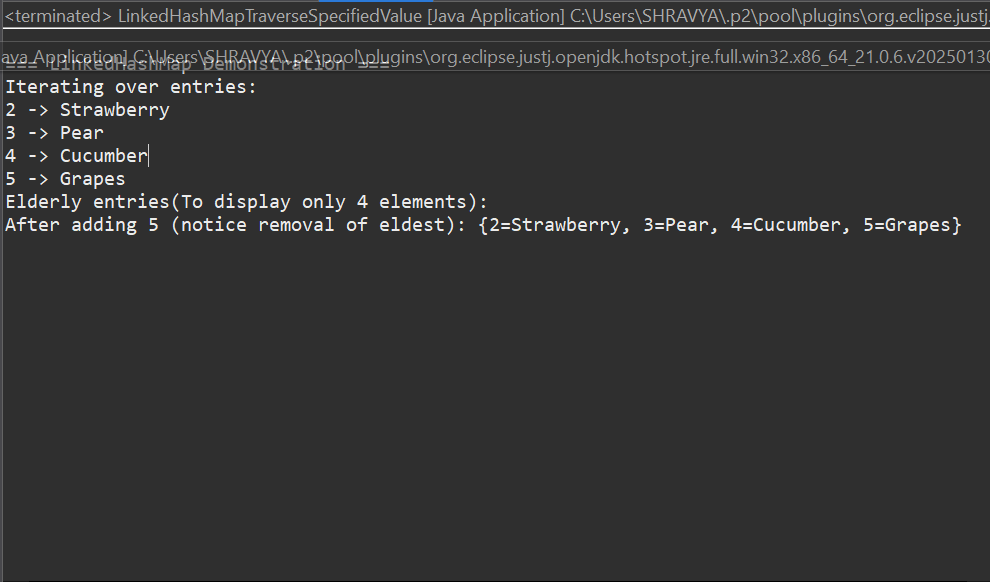 <terminated> LinkedHashMapTraverseSpecifiedValue [Java Application] C:\Users\SHRAVYA\.p2\pool\plugins\org.eclipse.justj.
ava Application] C:\Users\SHRAVYA\.p2\pool\plugins\org.eclipse.justj.openjdk.hotspot.jre.full.win32.x86_64_21.0.6.v2025013
=== LinkedHashMap Demonstration ===
Iterating over entries:
2 -> Strawberry
3 -> Pear
4 -> Cucumber
5 -> Grapes
Elderly entries(To display only 4 elements):
After adding 5 (notice removal of eldest): {2=Strawberry, 3=Pear, 4=Cucumber, 5=Grapes}